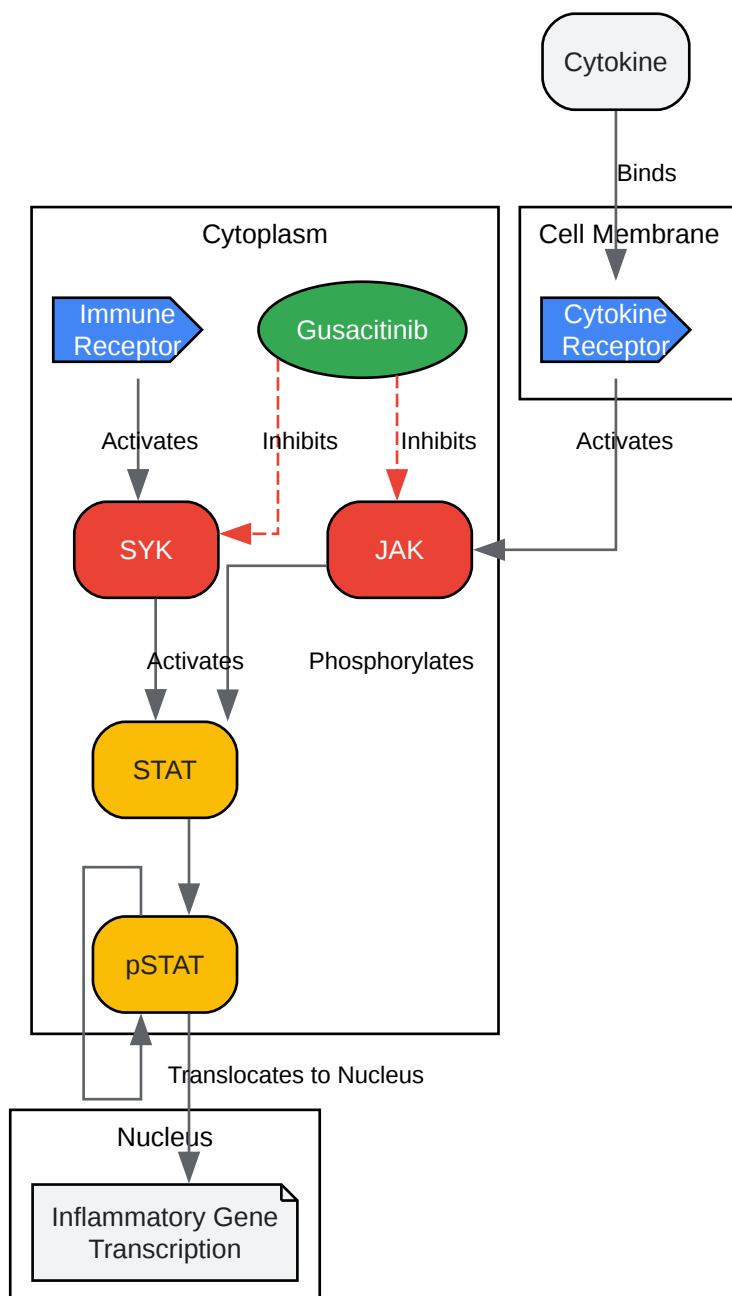 Cytokine
Binds
Cytoplasm
Cell Membrane
Immune
Receptor
Gusacitinib
Cytokine
Receptor
Activates
Inhibits
Inhibits
Activates
SYK
JAK
Activates
Phosphorylates
STAT
pSTAT
Translocates to Nucleus
Nucleus
Inflammatory Gene
Transcription